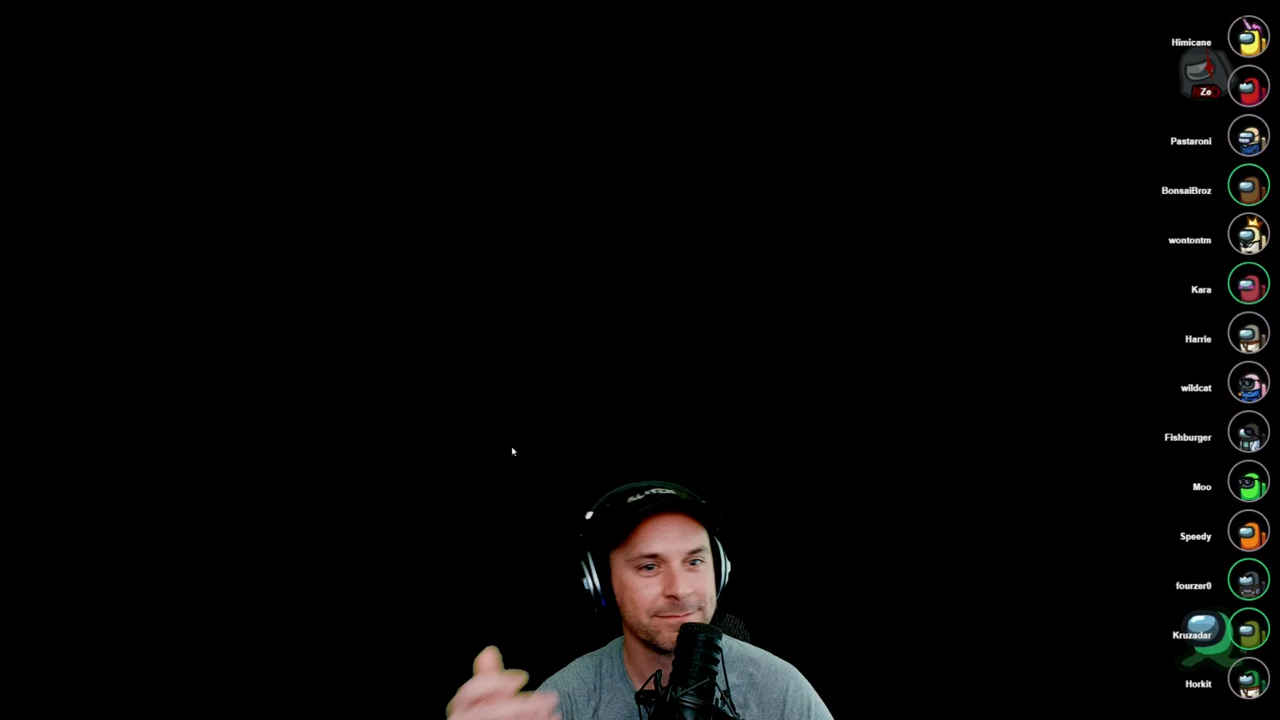 Himicane
Ze
Pastaroni
BonsaiBroz
wontontm
Kara
Harrie
wildcat
Fishburger
Moo
Speedy
fourzer0
Kruzadar
Horkit